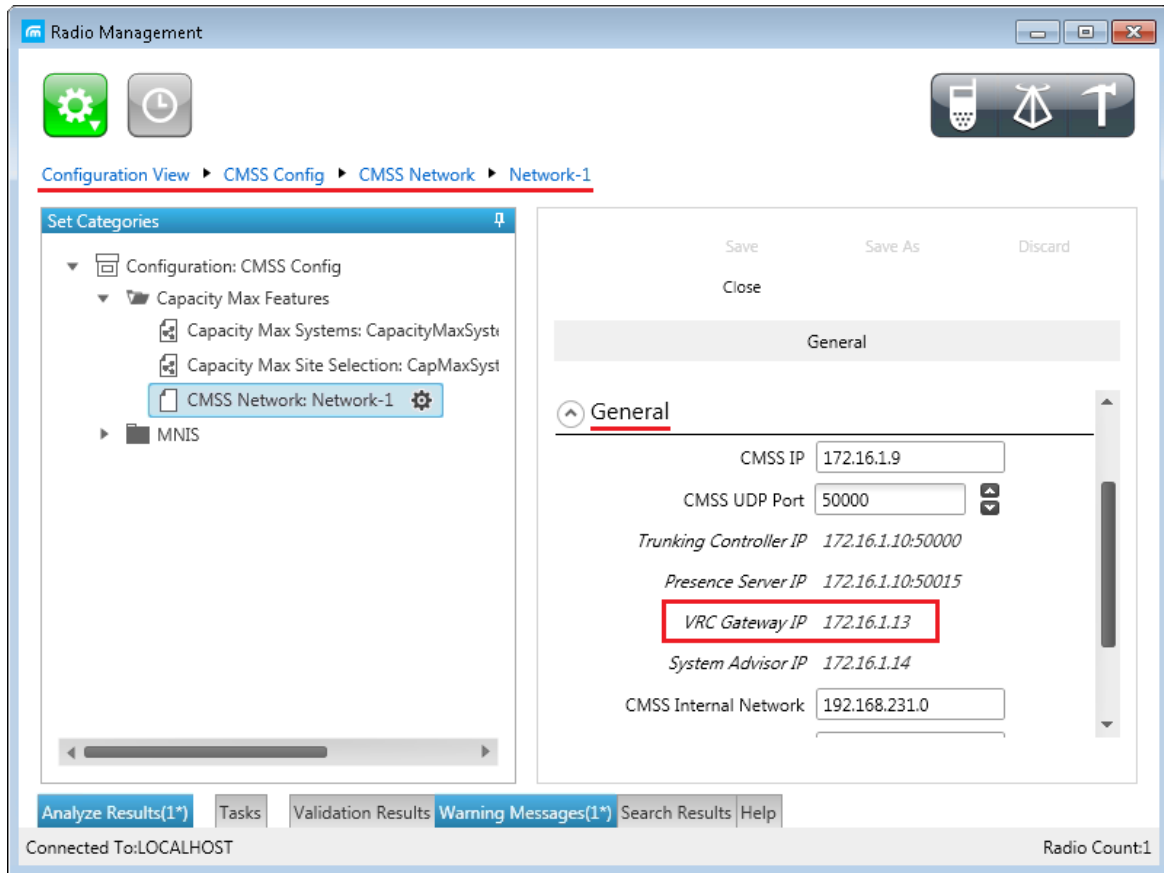 Radio Management
Configuration View ▸ CMSS Config ▸ CMSS Network ▸ Network-1
Set Categories
Configuration: CMSS Config
Capacity Max Features
Capacity Max Systems: CapacityMaxSyste
Capacity Max Site Selection: CapMaxSyst
CMSS Network: Network-1
MNIS
Save Save As Discard
Close
General
General
CMSS IP 172.16.1.9
CMSS UDP Port 50000
Trunking Controller IP 172.16.1.10:50000
Presence Server IP 172.16.1.10:50015
VRC Gateway IP 172.16.1.13
System Advisor IP 172.16.1.14
CMSS Internal Network 192.168.231.0
Analyze Results(1*) Tasks Validation Results Warning Messages(1*) Search Results Help
Connected To:LOCALHOST Radio Count:1